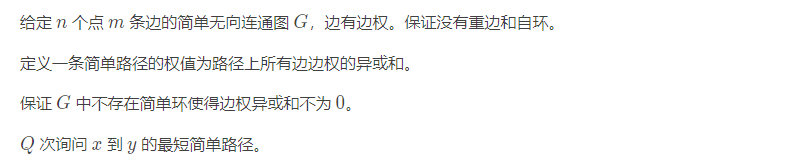 给定 n 个点 m 条边的简单无向连通图 G，边有边权。保证没有重边和自环。
定义一条简单路径的权值为路径上所有边边权的异或和。
保证 G 中不存在简单环使得边权异或和不为 0。
Q 次询问 x 到 y 的最短简单路径。